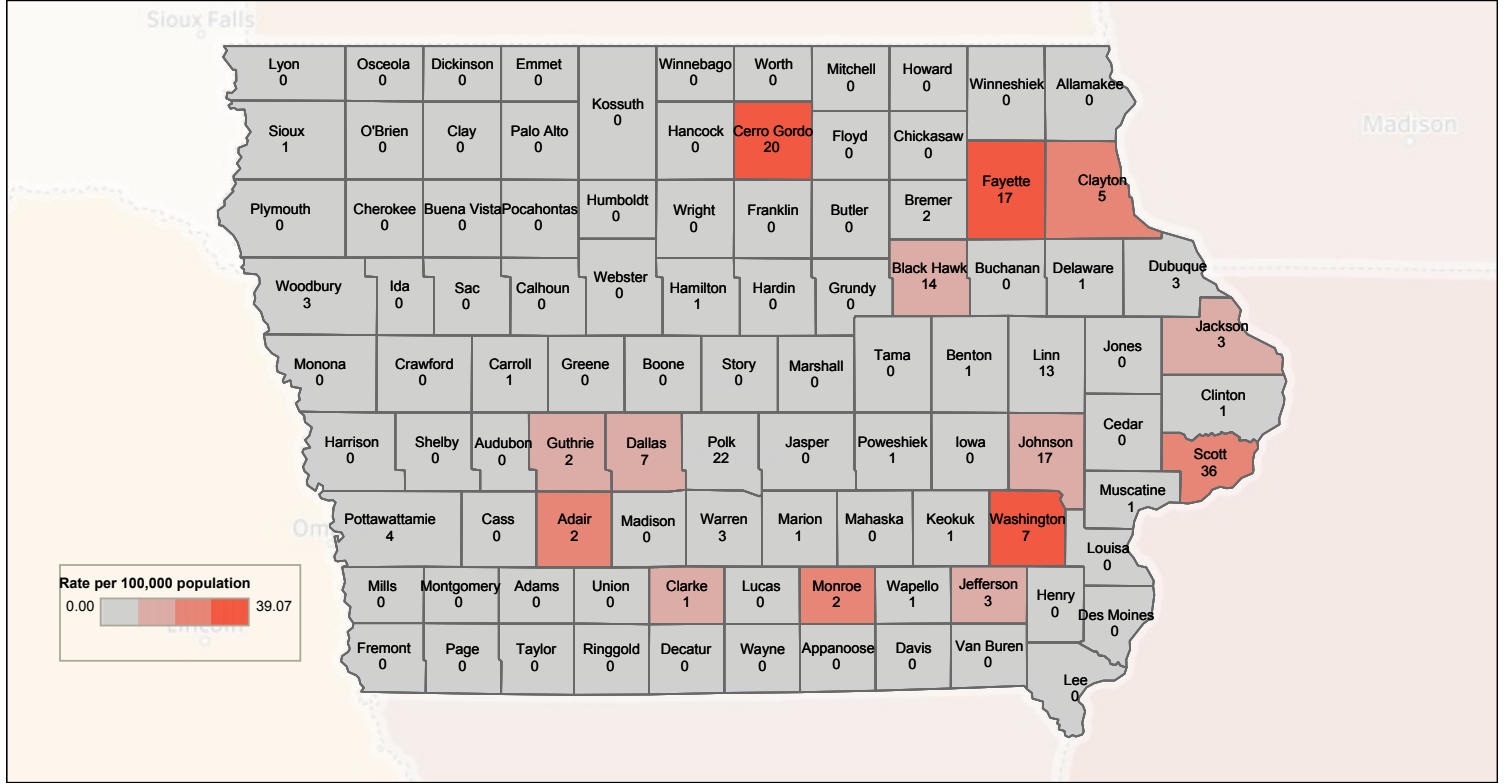 Sioux Falls
Lyon
0
Osceola
0
Dickinson
0
Emmet
0
Kossuth
0
Winnebago
0
Worth
0
Mitchell
0
Howard
0
Winneshiek
0
Allamakee
0
Madison
Sioux
1
O'Brien
0
Clay
0
Palo Alto
0
Hancock
0
Cerro Gordo
20
Floyd
0
Chickasaw
0
Fayette
17
Clayton
5
Plymouth
0
Cherokee
0
Buena Vista
0
Pocahontas
0
Humboldt
0
Wright
0
Franklin
0
Butler
0
Bremer
2
Woodbury
3
Ida
0
Sac
0
Calhoun
0
Webster
0
Hamilton
1
Hardin
0
Grundy
0
Black Hawk
14
Buchanan
0
Delaware
1
Dubuque
3
Jackson
3
Monona
0
Crawford
0
Carroll
1
Greene
0
Boone
0
Story
0
Marshall
0
Tama
0
Benton
1
Linn
13
Jones
0
Clinton
1
Harrison
0
Shelby
0
Audubon
0
Guthrie
2
Dallas
7
Polk
22
Jasper
0
Poweshiek
1
Iowa
0
Johnson
17
Cedar
0
Scott
36
Muscatine
1
Om
Pottawattamie
4
Cass
0
Adair
2
Madison
0
Warren
3
Marion
1
Mahaska
0
Keokuk
1
Washington
7
Louisa
0
Mills
0
Montgomery
0
Adams
0
Union
0
Clarke
1
Lucas
0
Monroe
2
Wapello
1
Jefferson
3
Henry
0
Des Moines
0
Fremont
0
Page
0
Taylor
0
Ringgold
0
Decatur
0
Wayne
0
Appanoose
0
Davis
0
Van Buren
0
Lee
0
Rate per 100,000 population
0.00
39.07
Lincoln